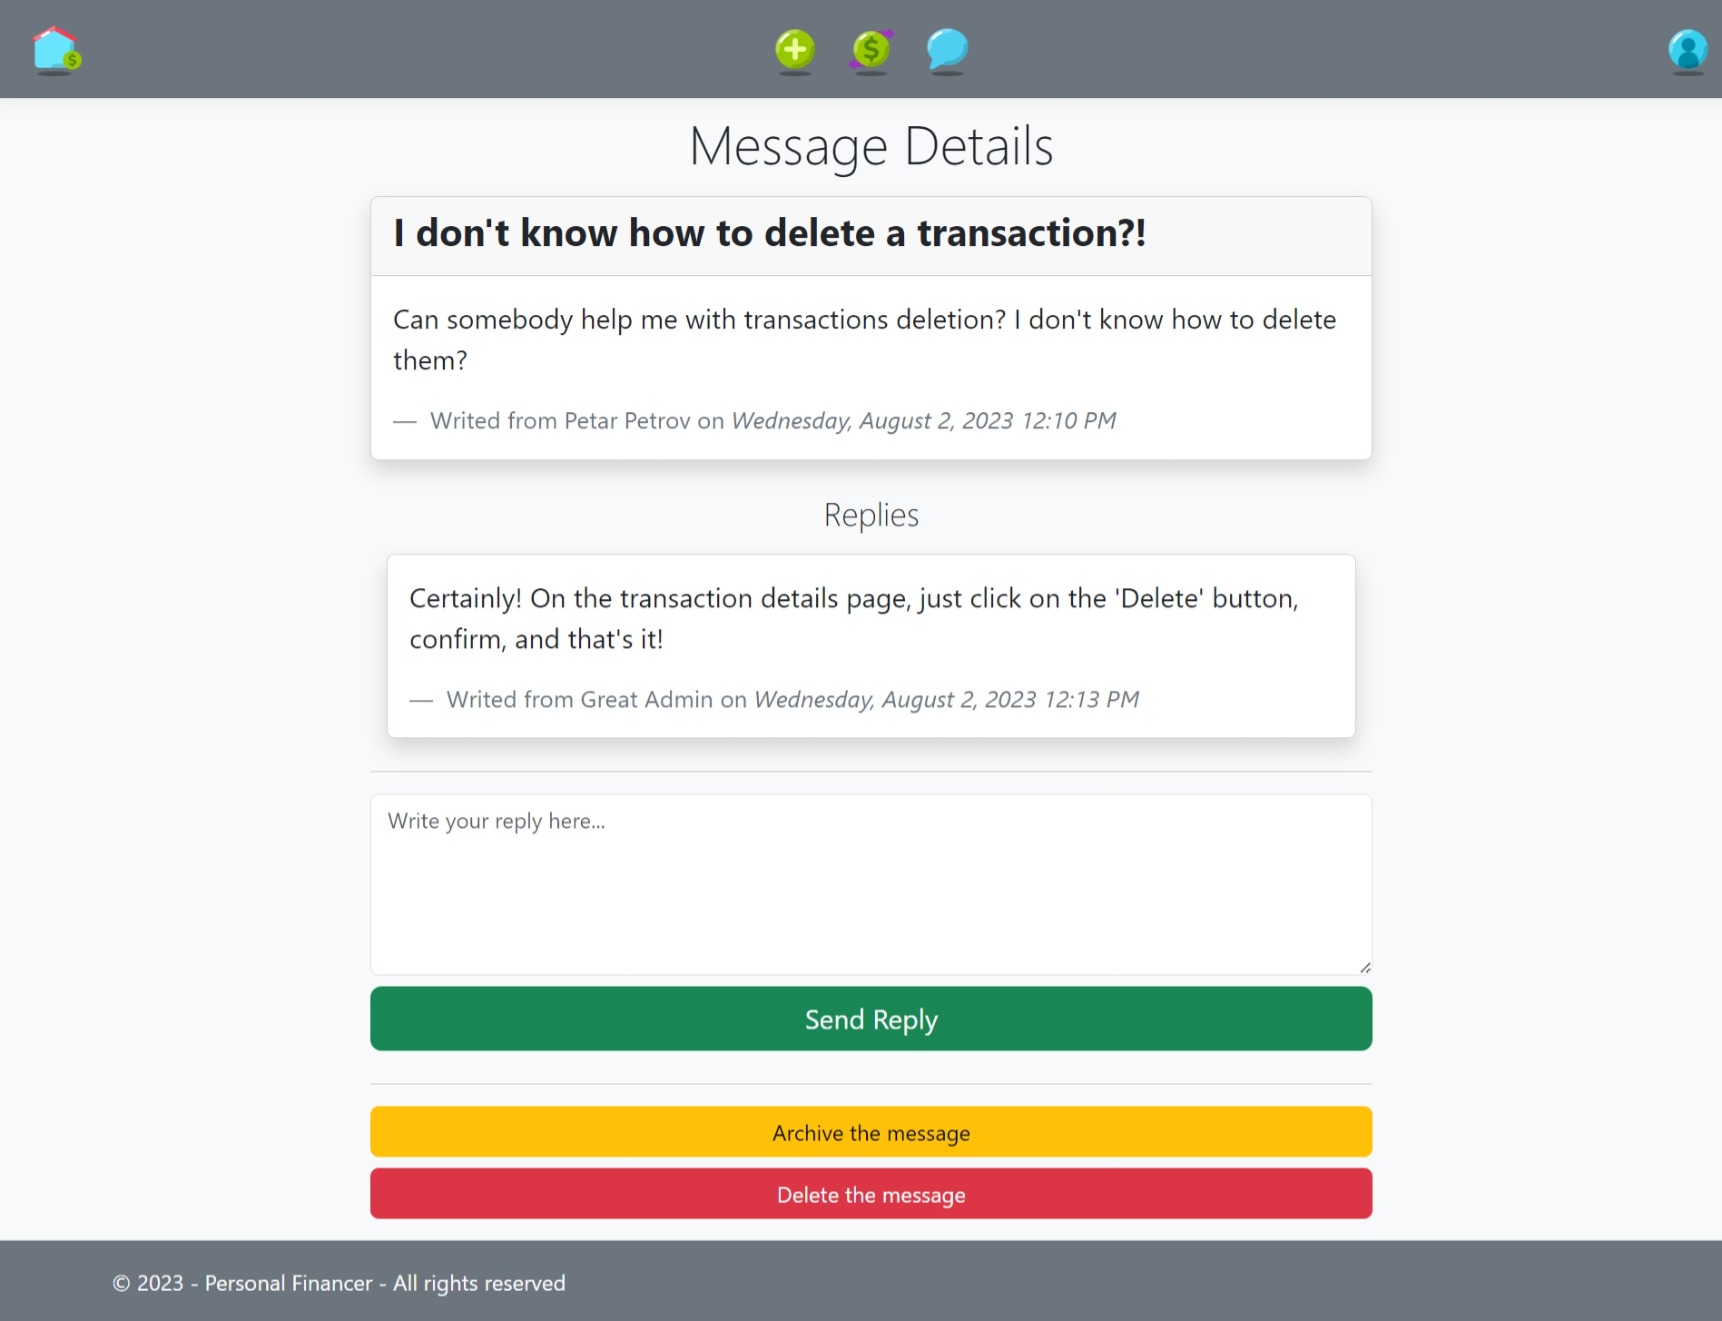 Message Details
I don't know how to delete a transaction?!
Can somebody help me with transactions deletion? I don't know how to delete
them?
— Writed from Petar Petrov on Wednesday, August 2, 2023 12:10 PM
Replies
Certainly! On the transaction details page, just click on the 'Delete' button,
confirm, and that's it!
— Writed from Great Admin on Wednesday, August 2, 2023 12:13 PM
Write your reply here...
Send Reply
Archive the message
Delete the message
© 2023 - Personal Financer - All rights reserved